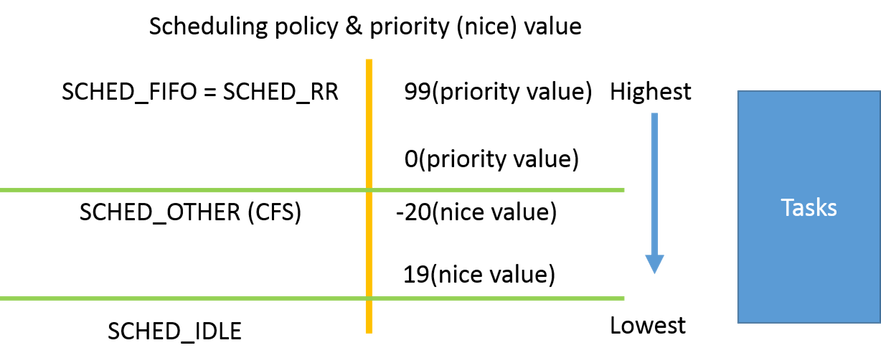 Scheduling policy & priority (nice) value
SCHED_FIFO = SCHED_RR 99(priority value) Highest
0(priority value)
SCHED_OTHER (CFS) -20(nice value) Tasks
19(nice value)
SCHED_IDLE Lowest